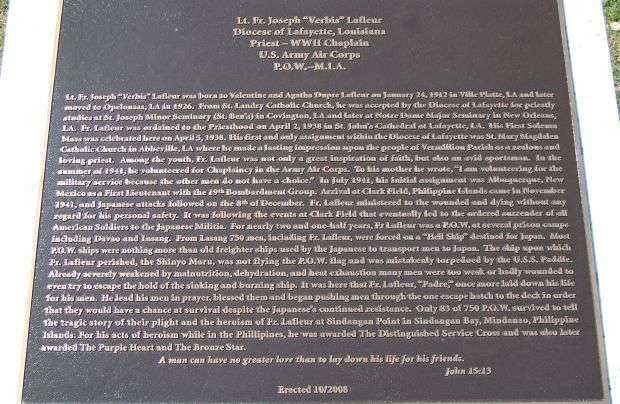 Lt. Fr. Joseph "Verbis" Lafleur
Diocese of Lafayette, Louisiana
Priest – WWII Chaplain
U.S. Army Air Corps
P.O.W.–M.I.A.
Lt. Fr. Joseph "Verbis" Lafleur was born to Valentine and Agatha Dupre Lafleur on January 24, 1912 in Ville Platte, LA and later
moved to Opelousas, LA in 1926. From St. Landry Catholic Church, he was accepted by the Diocese of Lafayette for priestly
studies at St. Joseph Minor Seminary (St. Ben's) in Covington, LA and later at Notre Dame Major Seminary in New Orleans,
LA. Fr. Lafleur was ordained to the Priesthood on April 2, 1938 in St. John's Cathedral at Lafayette, LA. His First Solemn
Mass was celebrated here on April 5, 1938. His first and only assignment within the Diocese of Lafayette was St. Mary Magdalen
Catholic Church in Abbeville, LA where he made a lasting impression upon the people of Vermilion Parish as a zealous and
loving priest. Among the youth, Fr. Lafleur was not only a great inspiration of faith, but also an avid sportsman. In the
summer of 1941, he volunteered for Chaplaincy in the Army Air Corps. To his mother he wrote, "I am volunteering for the
military service because the other men do not have a choice." In July 1941, his initial assignment was Albuquerque, New
Mexico as a First Lieutenant with the 19th Bombardment Group. Arrival at Clark Field, Philippine Islands came in November
1941, and Japanese attacks followed on the 8th of December. Fr. Lafleur ministered to the wounded and dying without any
regard for his personal safety. It was following the events at Clark Field that eventually led to the ordered surrender of all
American Soldiers to the Japanese Militia. For nearly two and one-half years, Fr Lafleur was a P.O.W. at several prison camps
including Davao and Lasang. From Lasang 750 men, including Fr. Lafleur, were forced on a "Hell Ship" destined for Japan. Most
P.O.W. ships were nothing more than old freighter ships used by the Japanese to transport men to Japan. The ship upon which
Fr. Lafleur perished, the Shinyo Maru, was not flying the P.O.W. flag and was mistakenly torpedoed by the U.S.S. Paddle.
Already severely weakened by malnutrition, dehydration, and heat exhaustion many men were too weak or badly wounded to
even try to escape the hold of the sinking and burning ship. It was here that Fr Lafleur, "Padre," once more laid down his life
for his men. He lead his men in prayer, blessed them and began pushing men through the one escape hatch to the deck in order
that they would have a chance at survival despite the Japanese's continued resistance. Only 83 of 750 P.O.W. survived to tell
the tragic story of their plight and the heroism of Fr. Lafleur at Sindangan Point in Sindangan Bay, Mindanao, Philippine
Islands. For his acts of heroism while in the Phillipines, he was awarded The Distinguished Service Cross and was also later
awarded The Purple Heart and The Bronze Star.
A man can have no greater love than to lay down his life for his friends.
John 15:13
Erected 10/2008